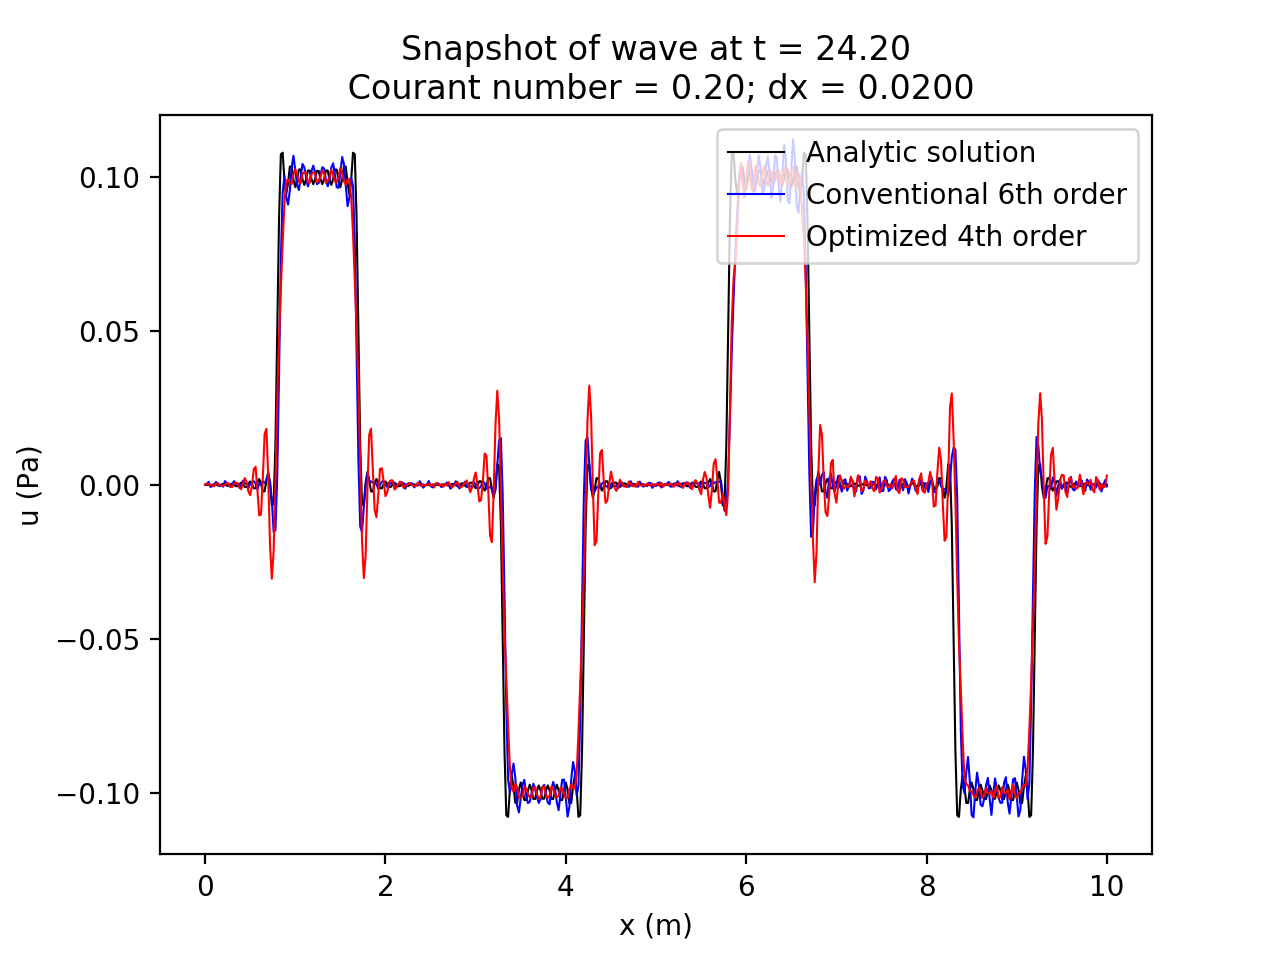 Snapshot of wave at t = 24.20
Courant number = 0.20; dx = 0.0200
Analytic solution
Conventional 6th order
Optimized 4th order
0.10
0.05
0.00
−0.05
−0.10
u (Pa)
0 2 4 6 8 10
x (m)